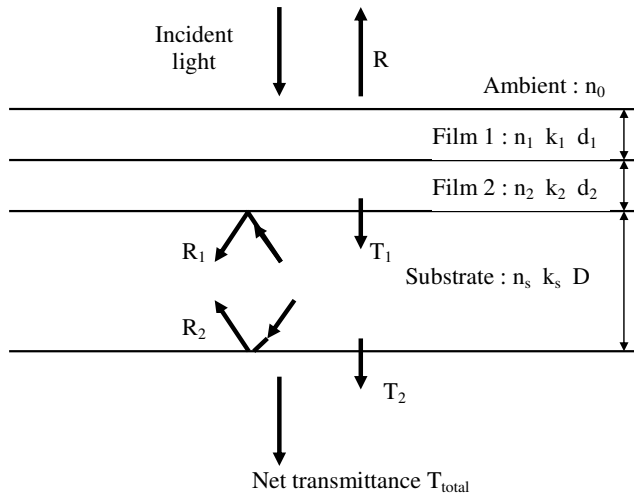 Incident
light
R
Ambient : n₀
Film 1 : n₁ k₁ d₁
Film 2 : n₂ k₂ d₂
R₁
T₁
Substrate : nₛ kₛ D
R₂
T₂
Net transmittance T_total